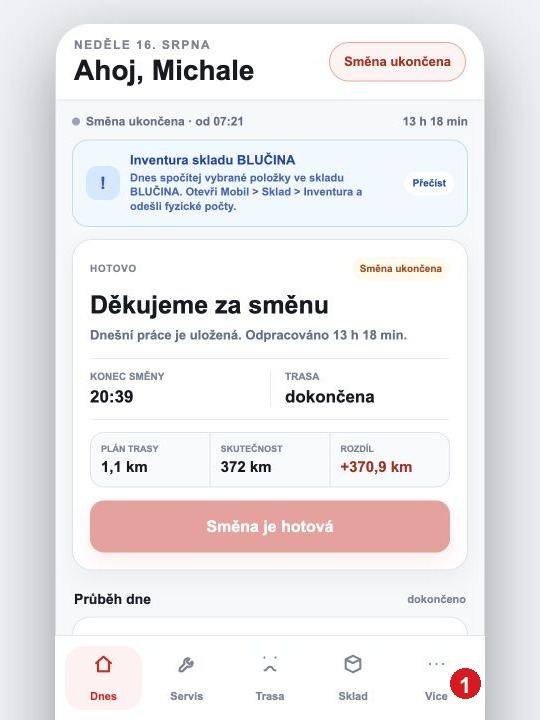 NEDĚLE 16. SRPNA
Ahoj, Michale
Směna ukončena
Směna ukončena · od 07:21
13 h 18 min
!
Inventura skladu BLUČINA
Dnes spočítej vybrané položky ve skladu
BLUČINA. Otevři Mobil > Sklad > Inventura a
odešli fyzické počty.
Přečíst
HOTOVO
Směna ukončena
Děkujeme za směnu
Dnešní práce je uložená. Odpracováno 13 h 18 min.
KONEC SMĚNY
20:39
TRASA
dokončena
PLÁN TRASY
1,1 km
SKUTEČNOST
372 km
ROZDÍL
+370,9 km
Směna je hotová
Průběh dne
dokončeno
Dnes
Servis
Trasa
Sklad
Více
1